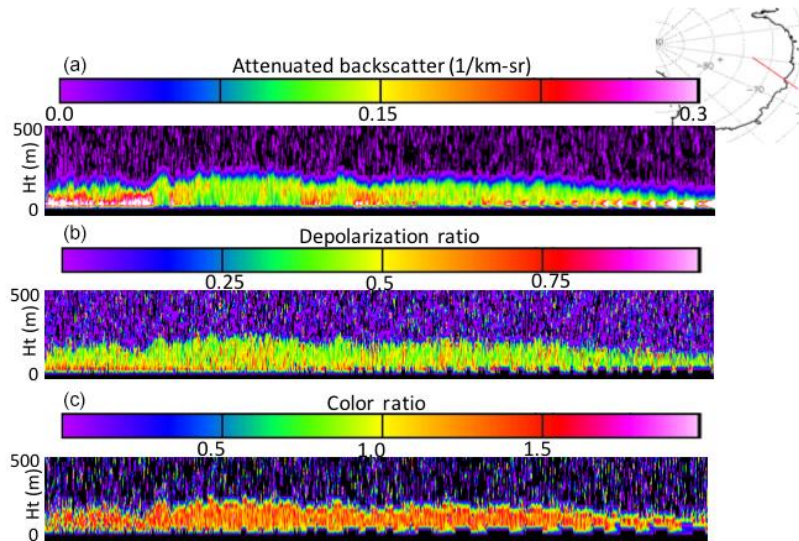 (a) Attenuated backscatter (1/km-sr)
0.0 0.15 0.3
500
Ht (m)
0
(b) Depolarization ratio
0.25 0.5 0.75
500
Ht (m)
0
(c) Color ratio
0.5 1.0 1.5
500
Ht (m)
0
-70